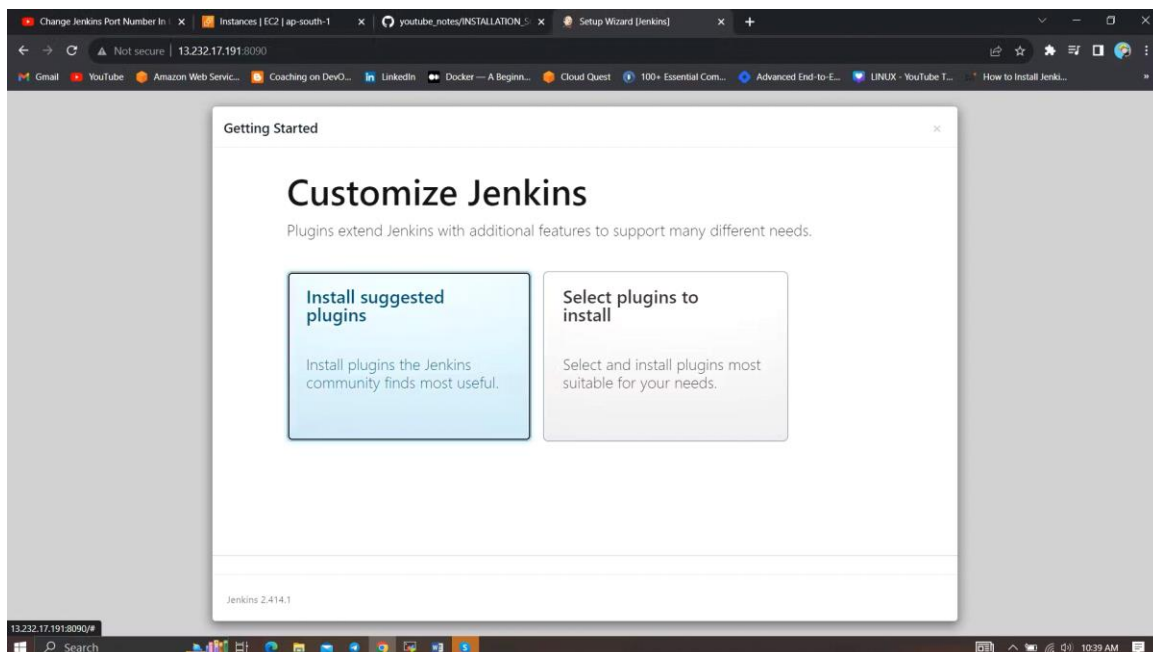 Change Jenkins Port Number In
Instances | EC2 | ap-south-1
youtube_notes/INSTALLATION_S
Setup Wizard [Jenkins]
Not secure | 13.232.17.191:8090
Gmail
YouTube
Amazon Web Servic...
Coaching on DevO...
LinkedIn
Docker — A Beginn...
Cloud Quest
100+ Essential Com...
Advanced End-to-E...
LINUX - YouTube T...
How to Install Jenki...
Getting Started
Customize Jenkins
Plugins extend Jenkins with additional features to support many different needs.
Install suggested
plugins
Install plugins the Jenkins
community finds most useful.
Select plugins to
install
Select and install plugins most
suitable for your needs.
Jenkins 2.414.1
13.232.17.191:8090/#
Search
10:39 AM